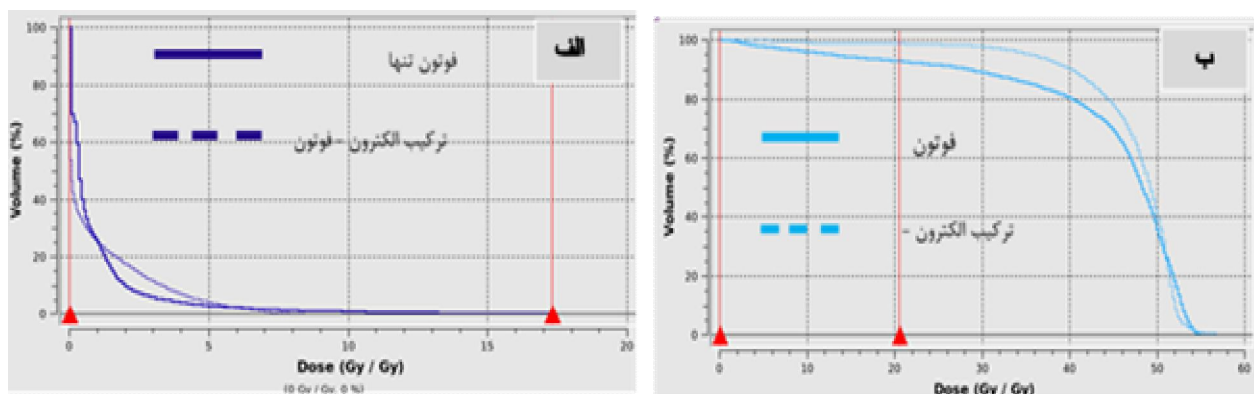 الف
فوتون تنها
ترکیب الکترون - فوتون
Volume (%)
100
80
60
40
20
0
0 5 10 15 20
Dose (Gy / Gy)
(0 Gy / Gy, 0 %)
ب
فوتون
ترکیب الکترون -
Volume (%)
100
80
60
40
20
0
0 10 20 30 40 50 60
Dose (Gy / Gy)